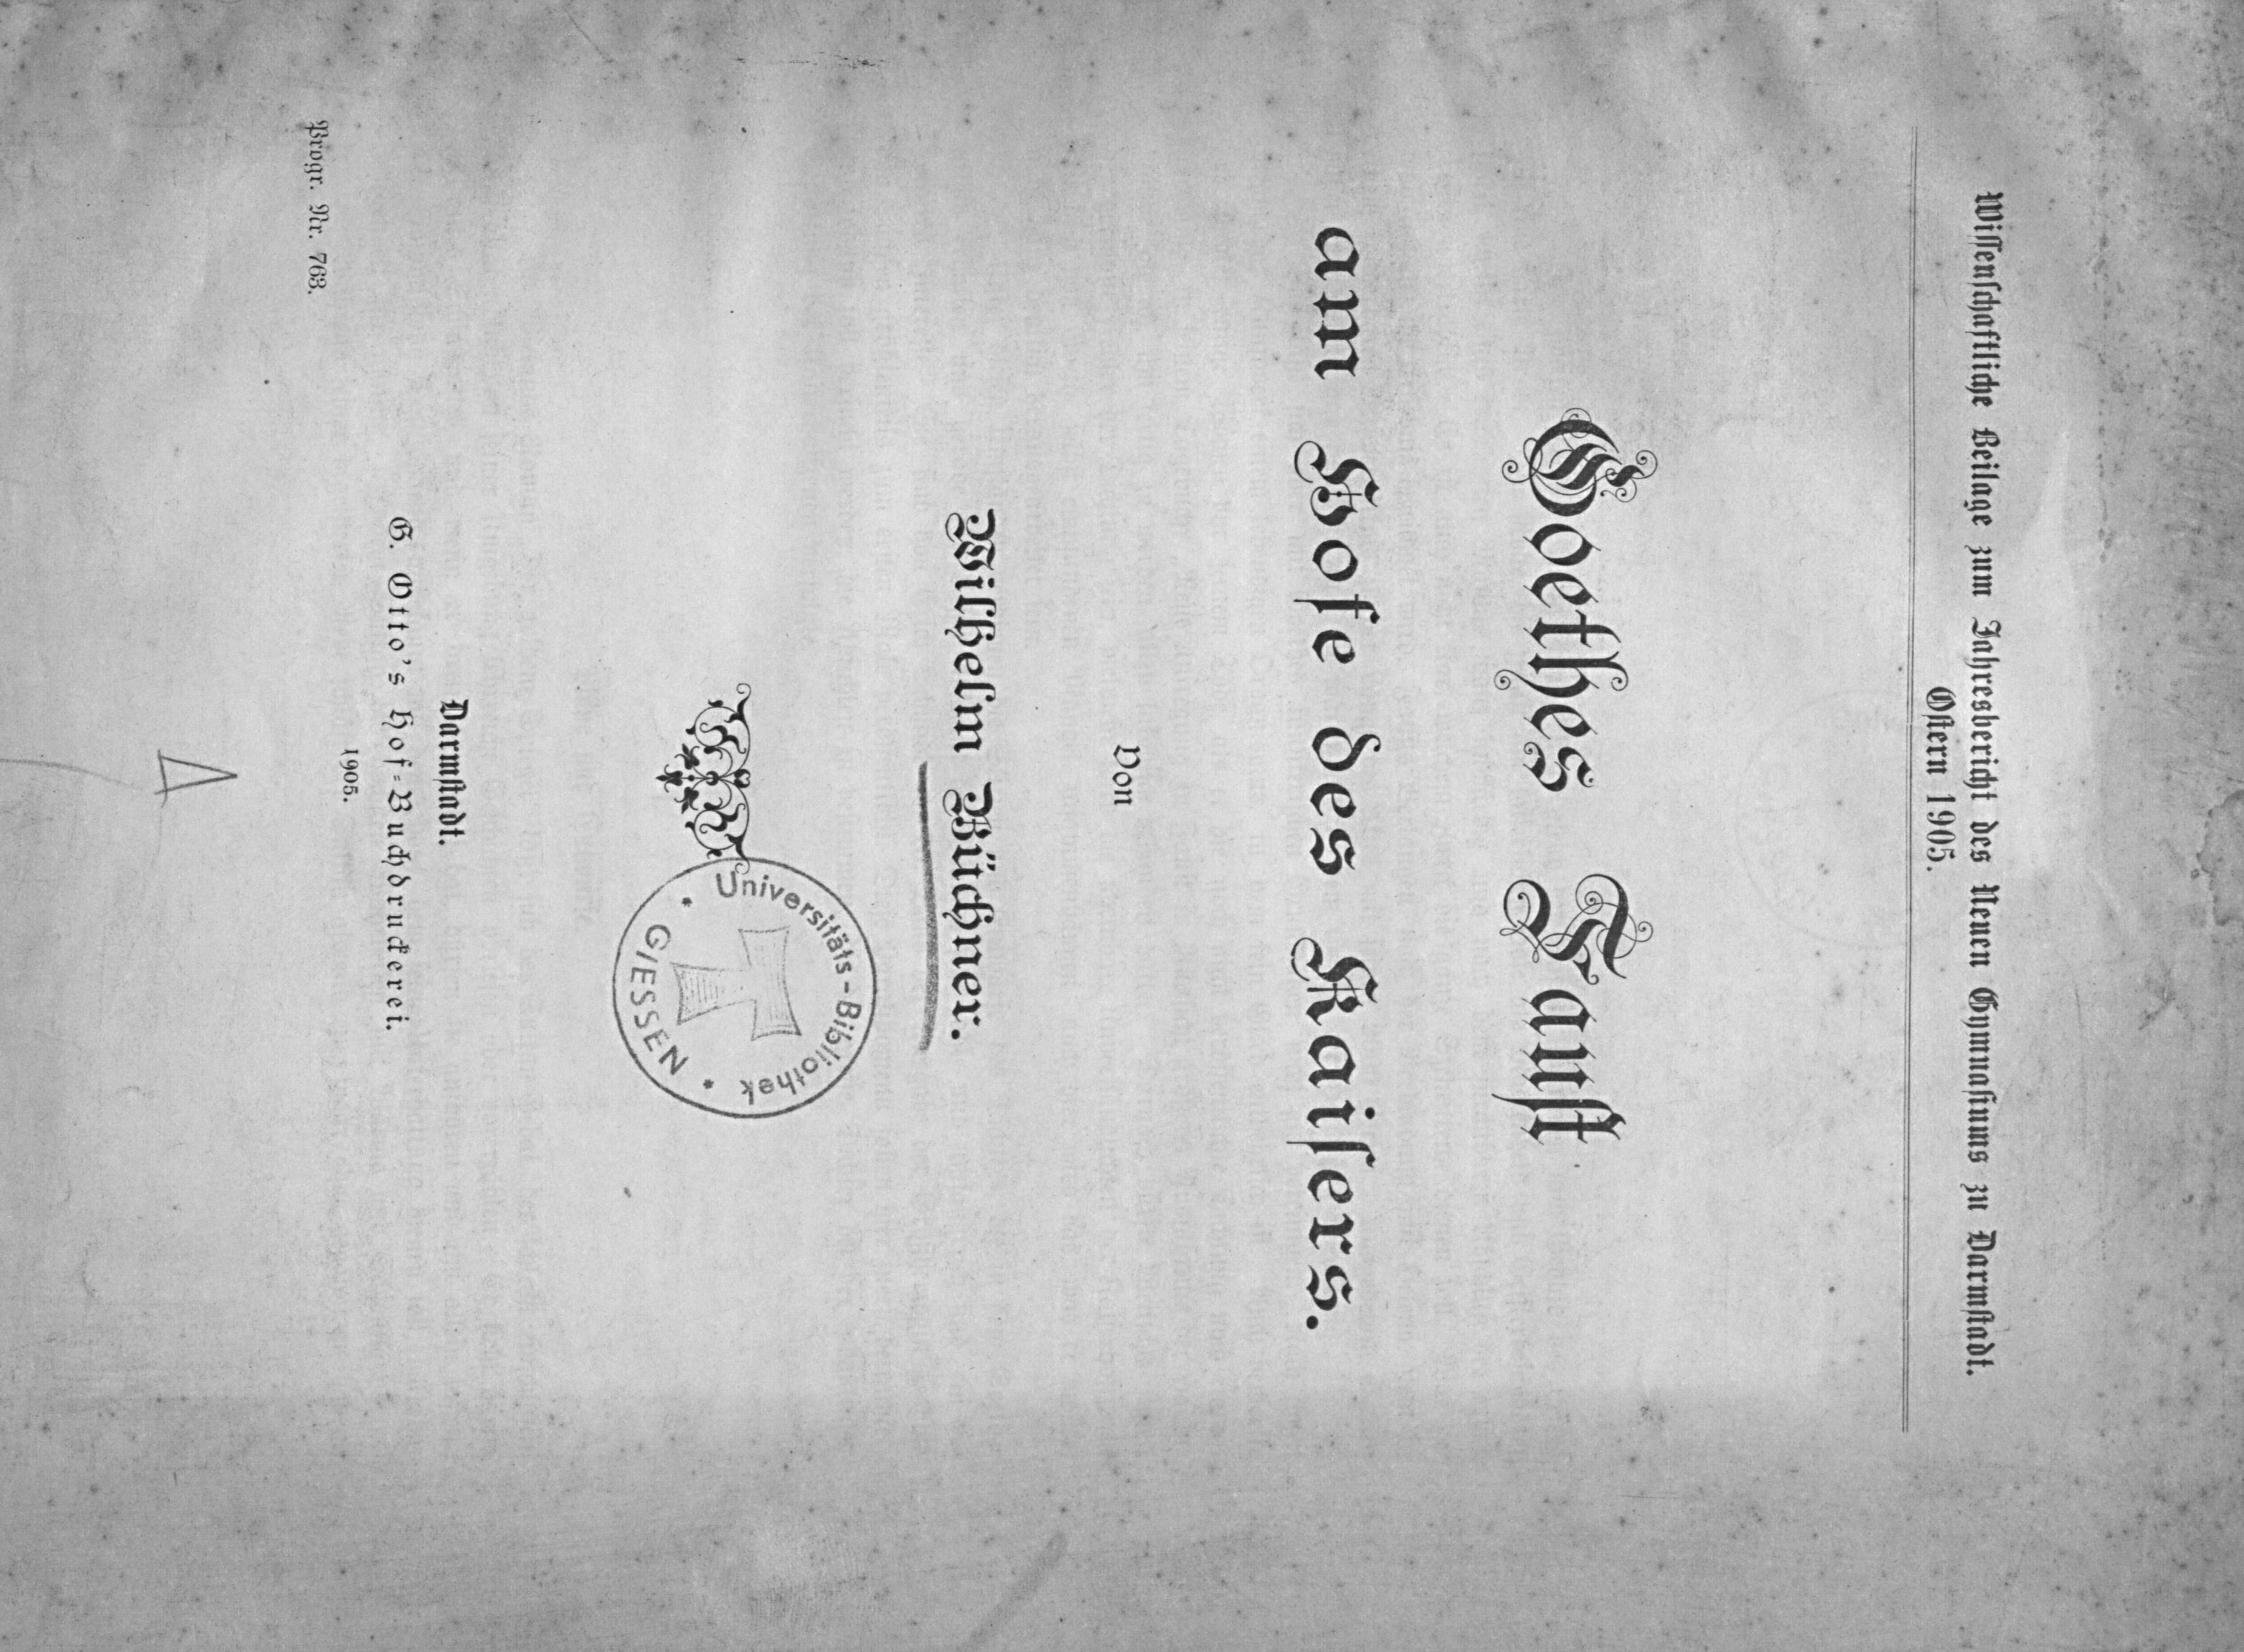 Wissenschaftliche Beilage zum Jahresbericht des Neuen Gymnasiums zu Darmstadt.
Ostern 1905.
Goethes Faust
am Hofe des Kaisers.
Von
Wilhelm Büchner.
Universitäts-Bibliothek
* GIESSEN *
Darmstadt.
G. Otto's Hof-Buchdruckerei.
1905.
Progr. Nr. 763.